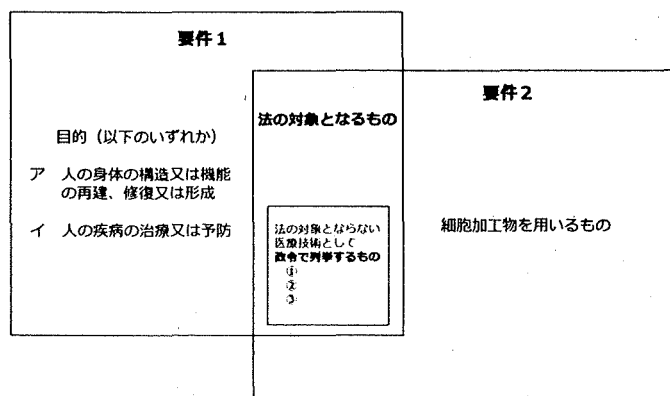 要件1
目的（以下のいずれか）
ア 人の身体の構造又は機能
の再建、修復又は形成
イ 人の疾病の治療又は予防
法の対象となるもの
法の対象とならない
医療技術として
政令で列挙するもの
①
②
③
要件2
細胞加工物を用いるもの